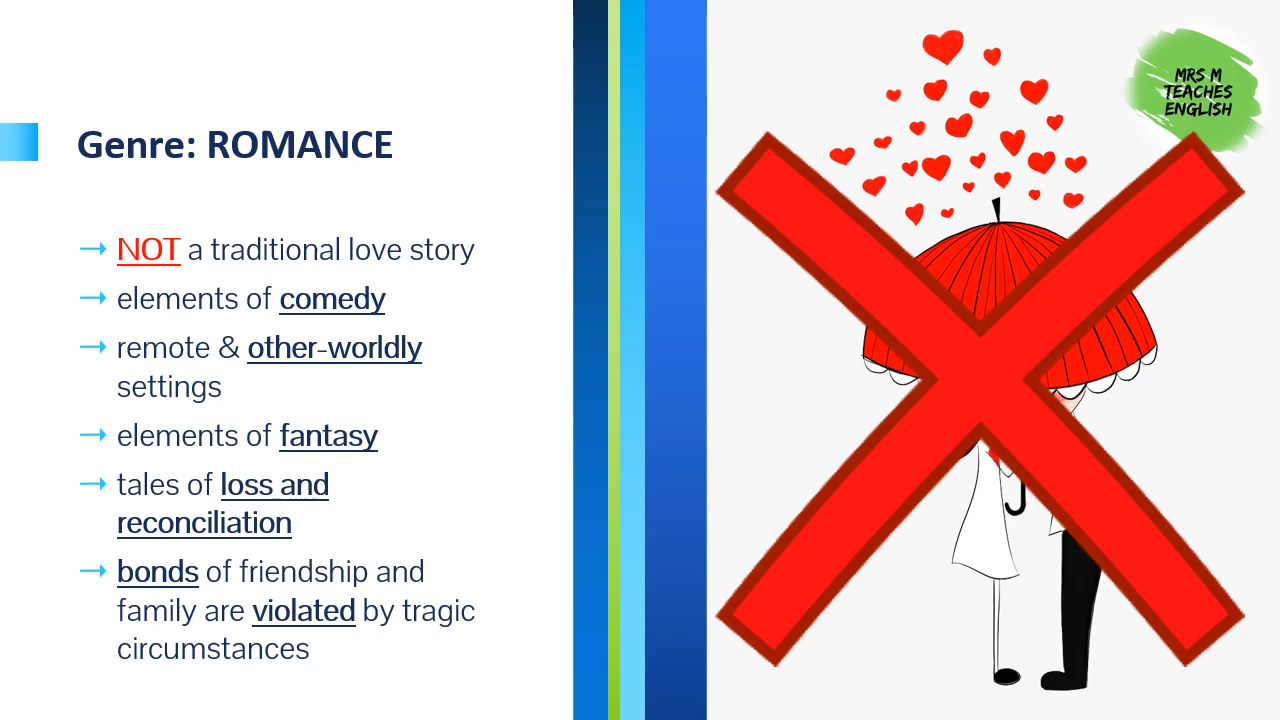 Genre: ROMANCE
→ NOT a traditional love story
→ elements of comedy
→ remote & other-worldly
settings
→ elements of fantasy
→ tales of loss and
reconciliation
→ bonds of friendship and
family are violated by tragic
circumstances
MRS M
TEACHES
ENGLISH